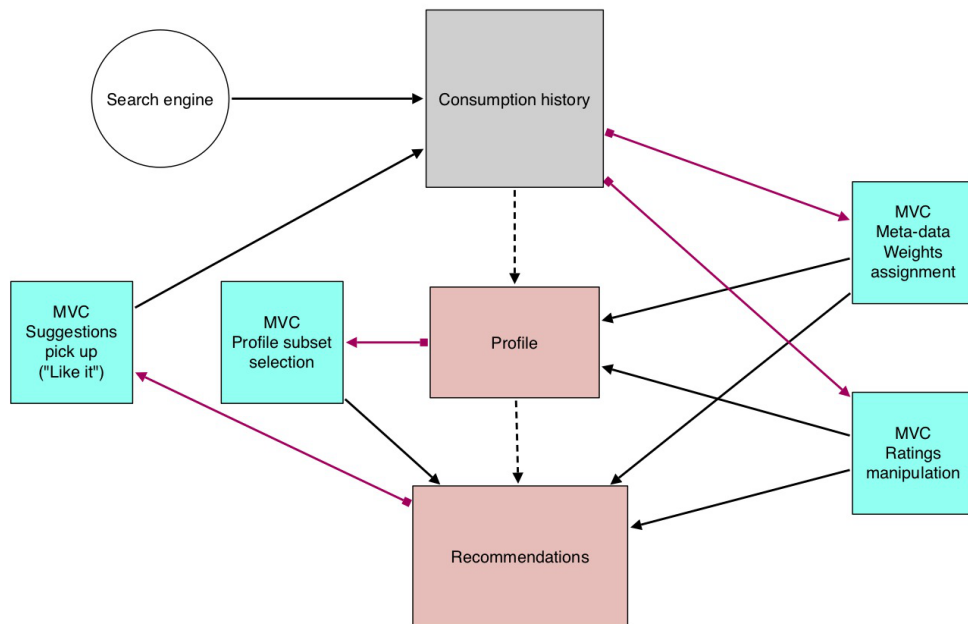 Search engine
Consumption history
MVC
Meta-data
Weights
assignment
MVC
Suggestions
pick up
("Like it")
MVC
Profile subset
selection
Profile
MVC
Ratings
manipulation
Recommendations